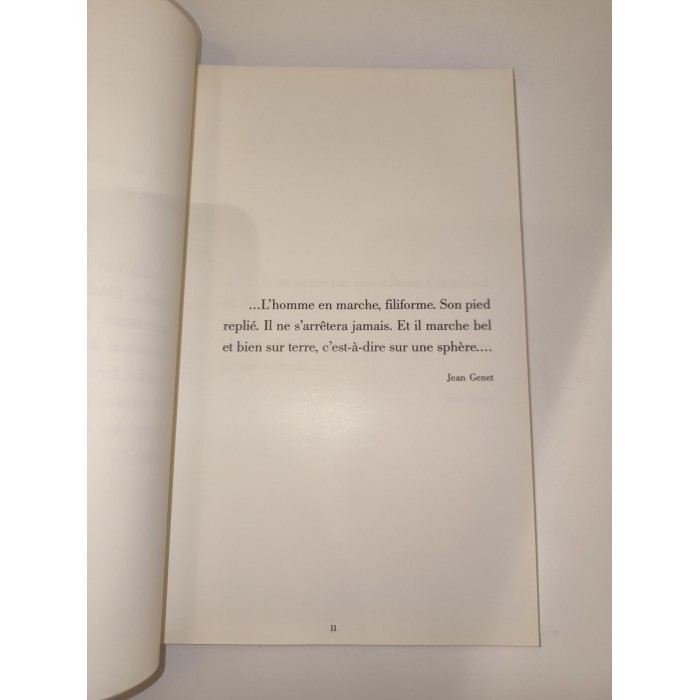 ...L'homme en marche, filiforme. Son pied
replié. Il ne s'arrêtera jamais. Et il marche bel
et bien sur terre, c'est-à-dire sur une sphère....
Jean Genet
11